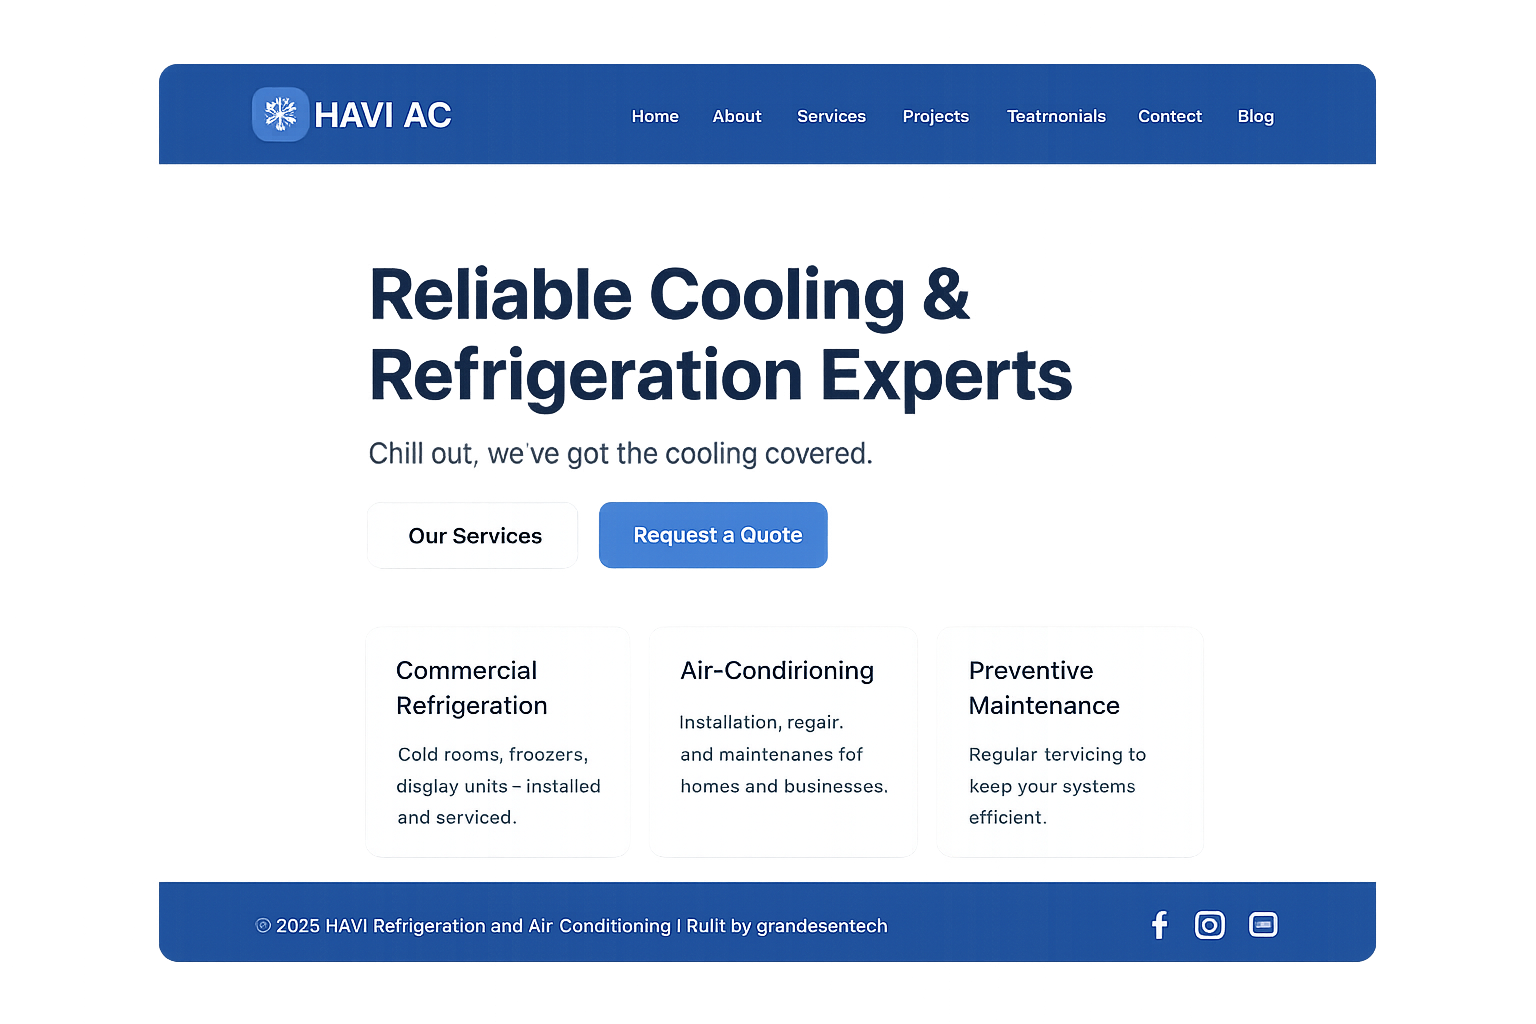 HAVI AC
Home About Services Projects Teatrnonials Contact Blog
Reliable Cooling &
Refrigeration Experts
Chill out, we've got the cooling covered.
Our Services
Request a Quote
Commercial
Refrigeration
Cold rooms, froozers,
disglay units – installed
and serviced.
Air-Condirioning
Installation, regair.
and maintenanes fof
homes and businesses.
Preventive
Maintenance
Regular tervicing to
keep your systems
efficient.
© 2025 HAVI Refrigeration and Air Conditioning | Rulit by grandesentech